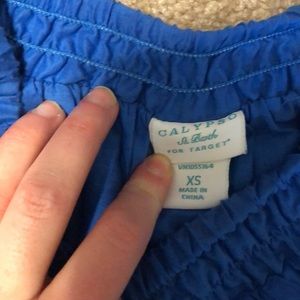 CALYPSO
St. Barth
FOR TARGET®
XS
MADE IN
CHINA